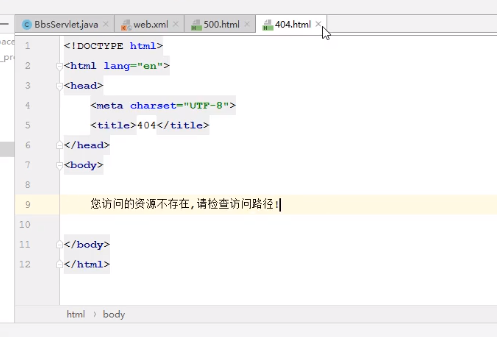 BbsServlet.java
web.xml
500.html
404.html
1 <!DOCTYPE html>
2 <html lang="en">
3 <head>
4 <meta charset="UTF-8">
5 <title>404</title>
6 </head>
7 <body>
8
9 您访问的资源不存在,请检查访问路径!
10
11 </body>
12 </html>
html › body